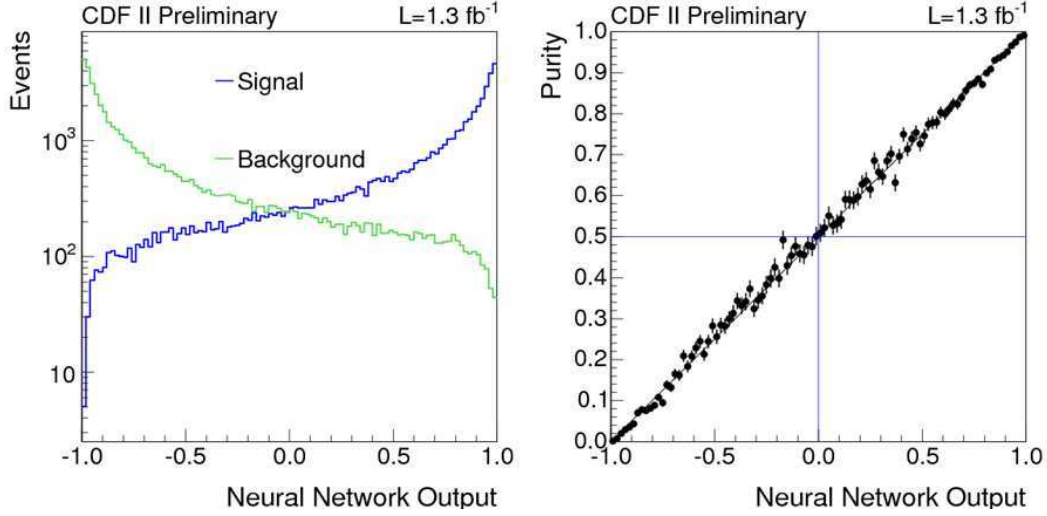 CDF II Preliminary L=1.3 fb⁻¹
Events
Signal
Background
10³
10²
10
-1.0 -0.5 0.0 0.5 1.0
Neural Network Output
CDF II Preliminary L=1.3 fb⁻¹
Purity
1.0
0.9
0.8
0.7
0.6
0.5
0.4
0.3
0.2
0.1
0.0
-1.0 -0.5 0.0 0.5 1.0
Neural Network Output